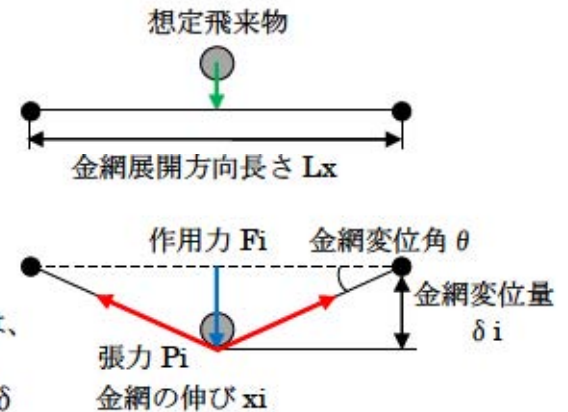 想定飛来物
金網展開方向長さ Lx
作用力 Fi
金網変位角 θ
金網変位量
δi
は、
張力 Pi
δ
金網の伸び xi